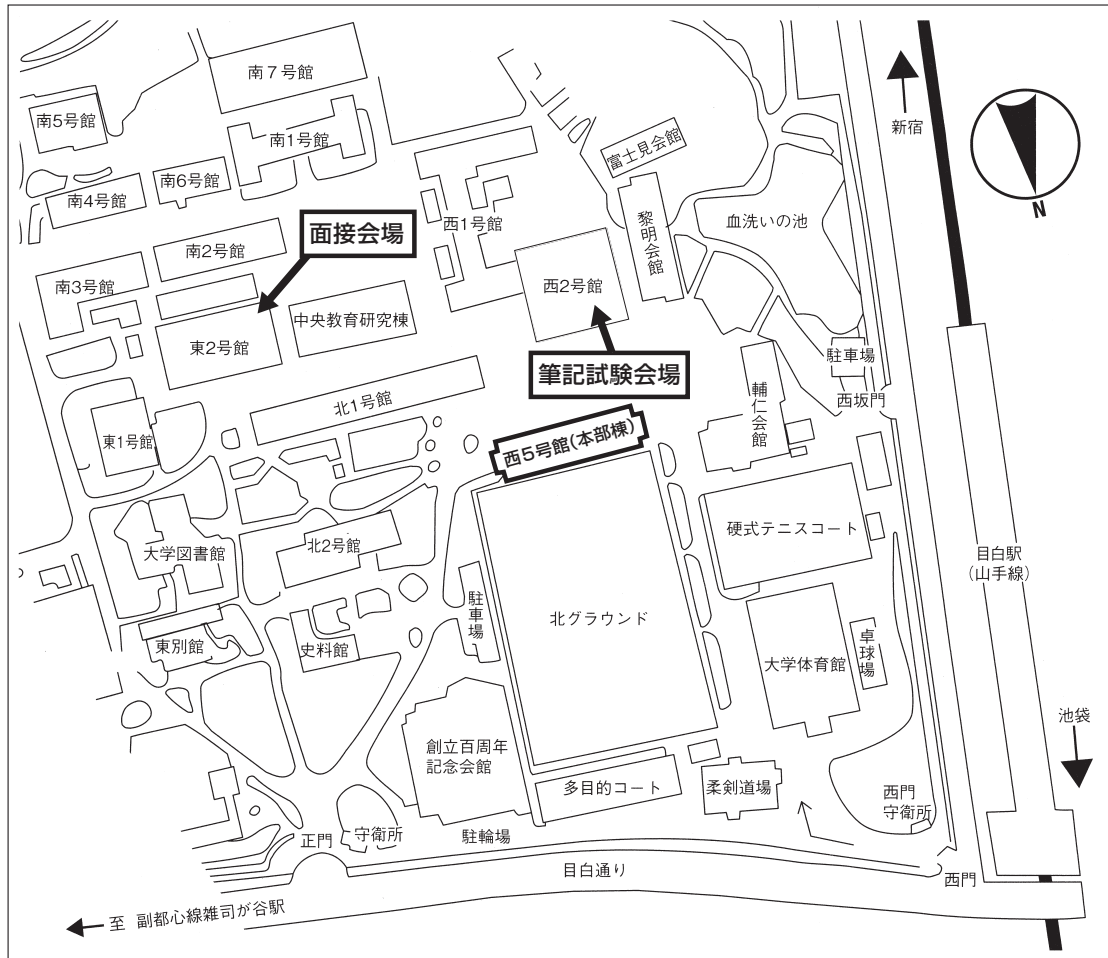 南7号館
南5号館
南1号館
新宿
富士見会館
南6号館
南4号館
N
面接会場
西1号館
黎明会館
血洗いの池
南2号館
南3号館
西2号館
中央教育研究棟
東2号館
駐車場
筆記試験会場
輔仁会館
西坂門
北1号館
東1号館
西5号館(本部棟)
硬式テニスコート
大学図書館
北2号館
目白駅
(山手線)
駐車場
北グラウンド
東別館
史料館
大学体育館
卓球場
池袋
創立百周年
記念会館
多目的コート
柔剣道場
西門
守衛所
正門
守衛所
駐輪場
目白通り
西門
至 副都心線雑司が谷駅